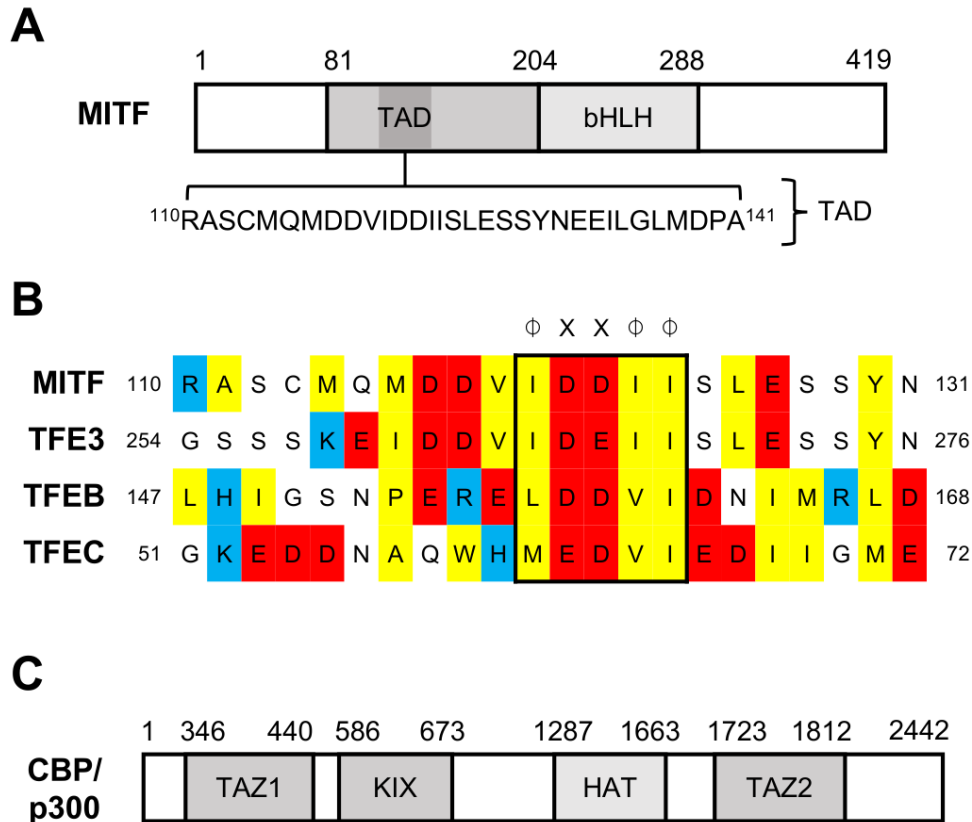 A
1 81 204 288 419
MITF TAD bHLH
110RASCMQMDDVIDDIISLESSYNEEILGLMDPA141 TAD
B
Φ X X Φ Φ
MITF 110 R A S C M Q M D D V I D D I I S L E S S Y N 131
TFE3 254 G S S S K E I D D V I D E I I S L E S S Y N 276
TFEB 147 L H I G S N P E R E L D D V I D N I M R L D 168
TFEC 51 G K E D D N A Q W H M E D V I E D I I G M E 72
C
1 346 440 586 673 1287 1663 1723 1812 2442
CBP/
p300 TAZ1 KIX HAT TAZ2